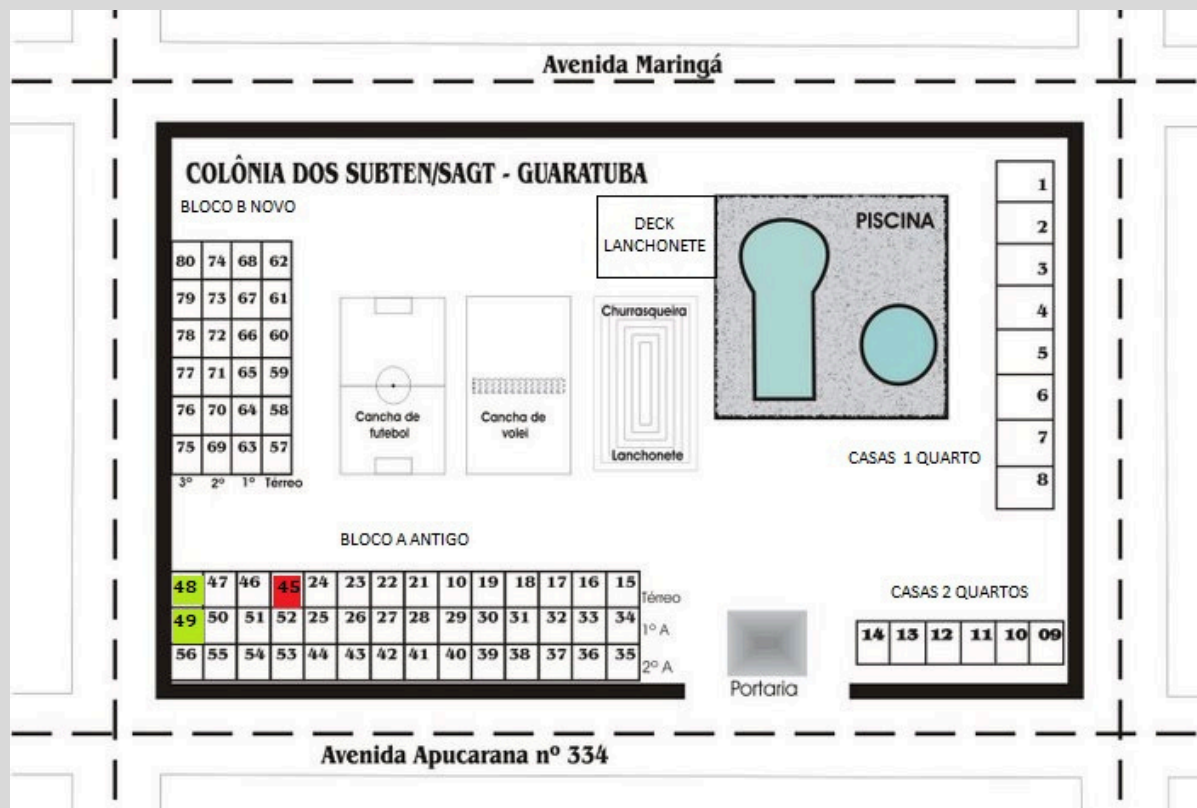 Avenida Maringá
COLÔNIA DOS SUBTEN/SAGT - GUARATUBA
BLOCO B NOVO
80 74 68 62
79 73 67 61
78 72 66 60
77 71 65 59
76 70 64 58
75 69 63 57
3º 2º 1º Térreo
Cancha de
futebol
Cancha de
volei
Churrasqueira
Lanchonete
DECK
LANCHONETE
PISCINA
1
2
3
4
5
6
7
8
CASAS 1 QUARTO
BLOCO A ANTIGO
48 47 46 45 24 23 22 21 10 19 18 17 16 15 Térreo
49 50 51 52 25 26 27 28 29 30 31 32 33 34 1º A
56 55 54 53 44 43 42 41 40 39 38 37 36 35 2º A
Portaria
CASAS 2 QUARTOS
14 13 12 11 10 09
Avenida Apucarana nº 334